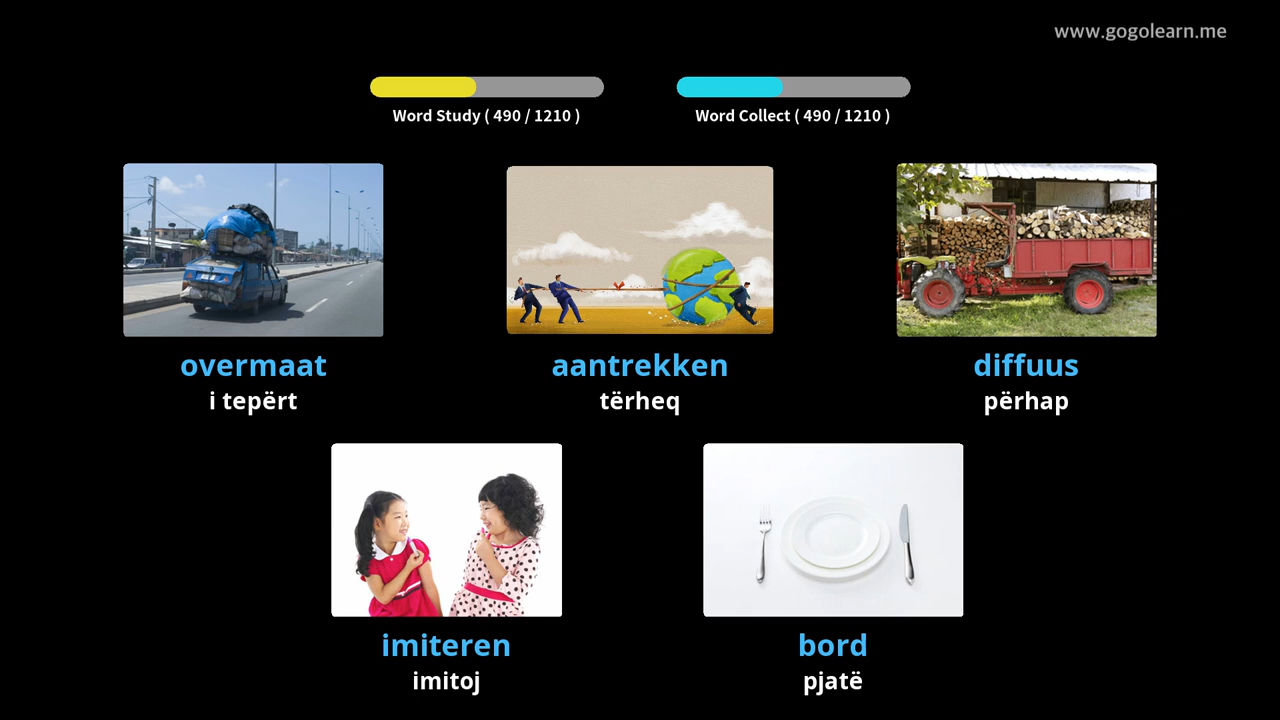 www.gogolearn.me
Word Study ( 490 / 1210 )
Word Collect ( 490 / 1210 )
overmaat
i tepërt
aantrekken
tërheq
diffuus
përhap
imiteren
imitoj
bord
pjatë